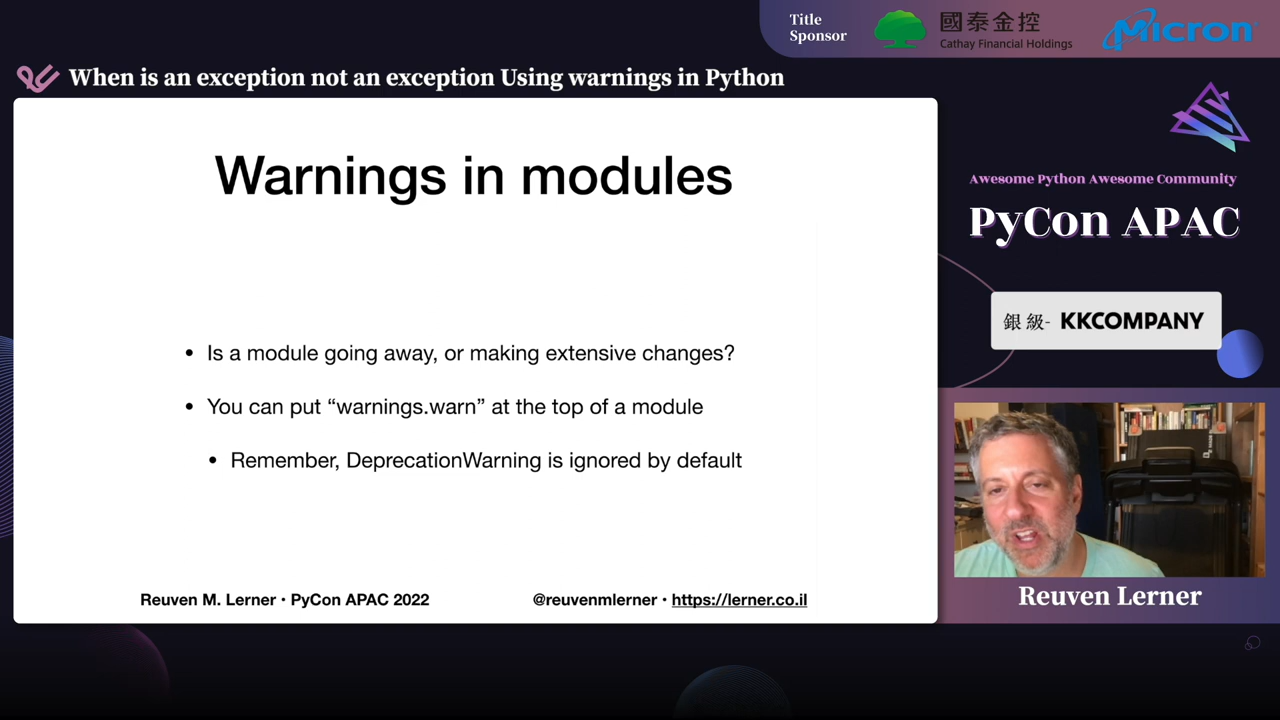 Title
Sponsor
國泰金控
Cathay Financial Holdings
Micron
When is an exception not an exception Using warnings in Python
Warnings in modules
• Is a module going away, or making extensive changes?
• You can put “warnings.warn” at the top of a module
• Remember, DeprecationWarning is ignored by default
Reuven M. Lerner • PyCon APAC 2022
@reuvenmlerner • https://lerner.co.il
Awesome Python Awesome Community
PyCon APAC
銀級- KKCOMPANY
Reuven Lerner